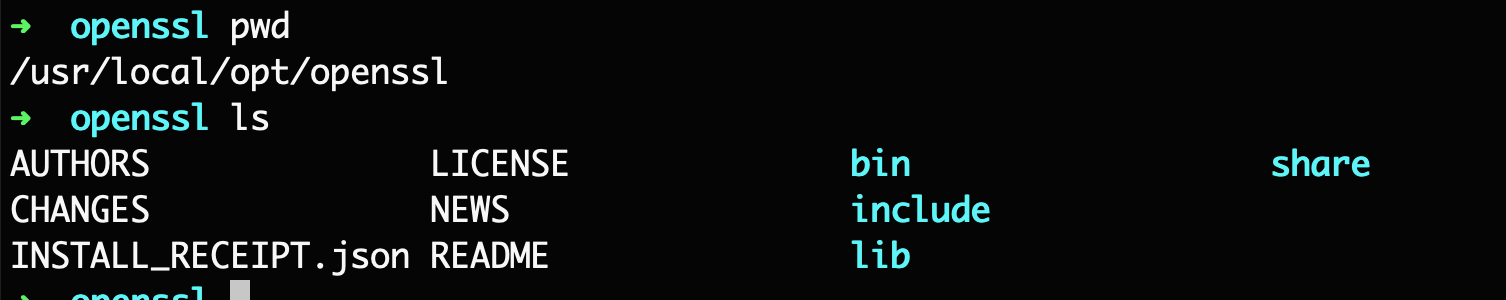 ➜ openssl pwd
/usr/local/opt/openssl
➜ openssl ls
AUTHORS LICENSE bin share
CHANGES NEWS include
INSTALL_RECEIPT.json README lib
➜ openssl